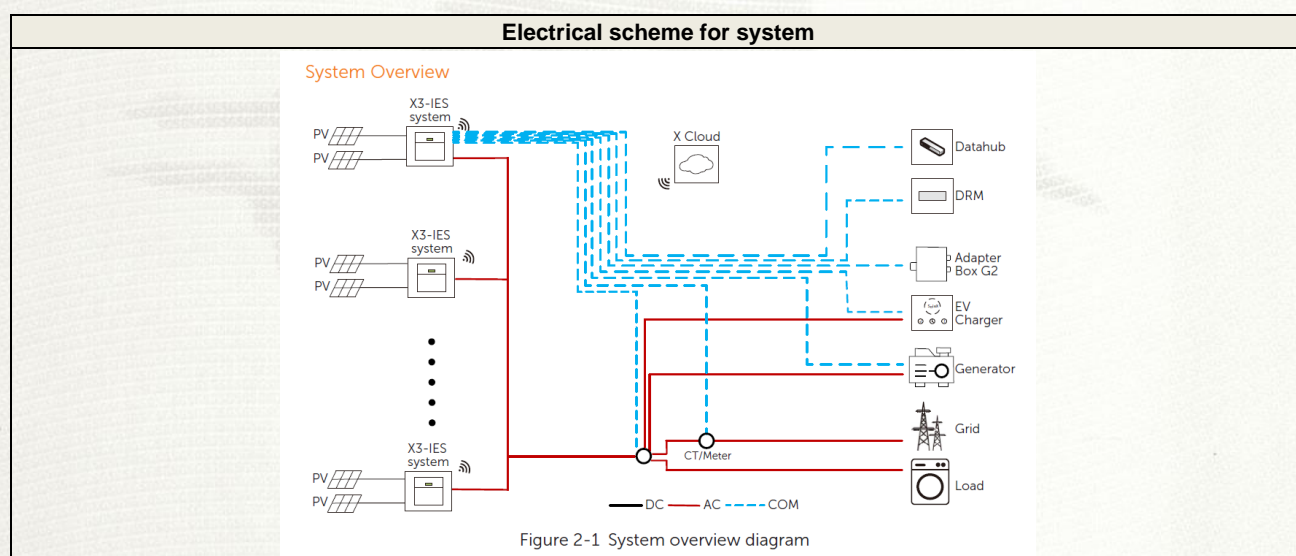 Electrical scheme for system
System Overview
X3-IES
system
PV
PV
X Cloud
Datahub
DRM
X3-IES
system
PV
PV
Adapter
Box G2
EV
Charger
Generator
Grid
CT/Meter
X3-IES
system
PV
PV
Load
DC AC COM
Figure 2-1 System overview diagram